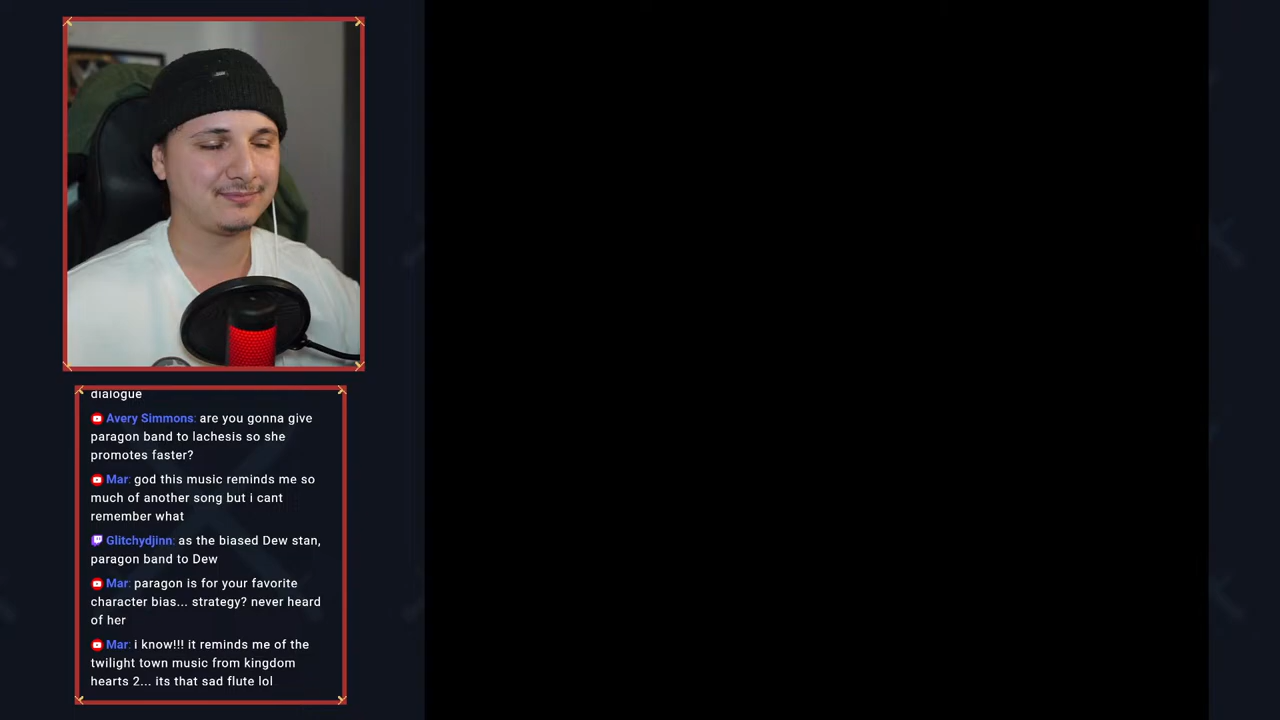 dialogue
Avery Simmons: are you gonna give
paragon band to lachesis so she
promotes faster?
Mar: god this music reminds me so
much of another song but i cant
remember what
Glitchydjinn: as the biased Dew stan,
paragon band to Dew
Mar: paragon is for your favorite
character bias... strategy? never heard
of her
Mar: i know!!! it reminds me of the
twilight town music from kingdom
hearts 2... its that sad flute lol